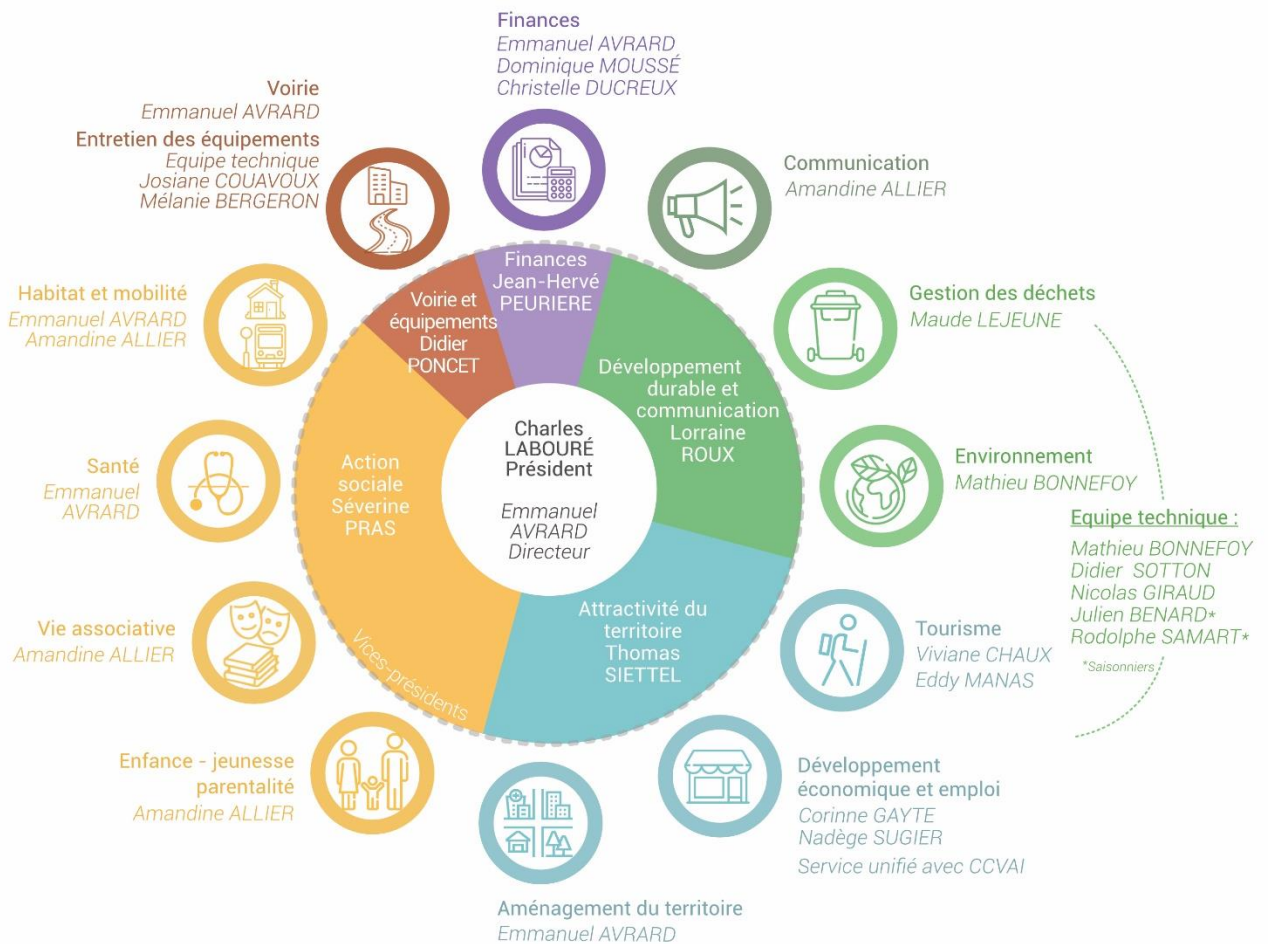 Finances
Emmanuel AVRARD
Dominique MOUSSÉ
Christelle DUCREUX
Voirie
Emmanuel AVRARD
Entretien des équipements
Equipe technique
Josiane COUAVOUX
Mélanie BERGERON
Communication
Amandine ALLIER
Habitat et mobilité
Emmanuel AVRARD
Amandine ALLIER
Gestion des déchets
Maude LEJEUNE
Santé
Emmanuel
AVRARD
Environnement
Mathieu BONNEFOY
Equipe technique :
Mathieu BONNEFOY
Didier SOTTON
Nicolas GIRAUD
Julien BENARD*
Rodolphe SAMART*
*Saisonniers
Vie associative
Amandine ALLIER
Tourisme
Viviane CHAUX
Eddy MANAS
Enfance - jeunesse
parentalité
Amandine ALLIER
Développement
économique et emploi
Corinne GAYTE
Nadège SUGIER
Service unifié avec CCVAI
Aménagement du territoire
Emmanuel AVRARD
Finances
Jean-Hervé
PEURIERE
Voirie et
équipements
Didier
PONCET
Développement
durable et
communication
Lorraine
ROUX
Action
sociale
Séverine
PRAS
Attractivité du
territoire
Thomas
SIETTEL
Vices-présidents
Charles
LABOURÉ
Président
Emmanuel
AVRARD
Directeur